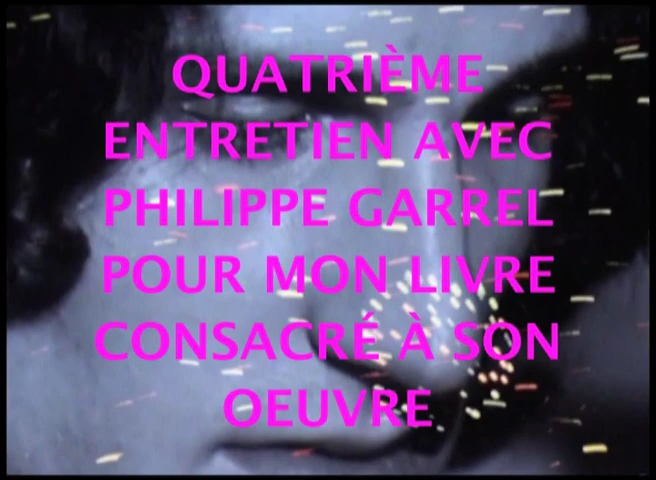 QUATRIÈME
ENTRETIEN AVEC
PHILIPPE GARREL
POUR MON LIVRE
CONSACRÉ À SON
OEUVRE